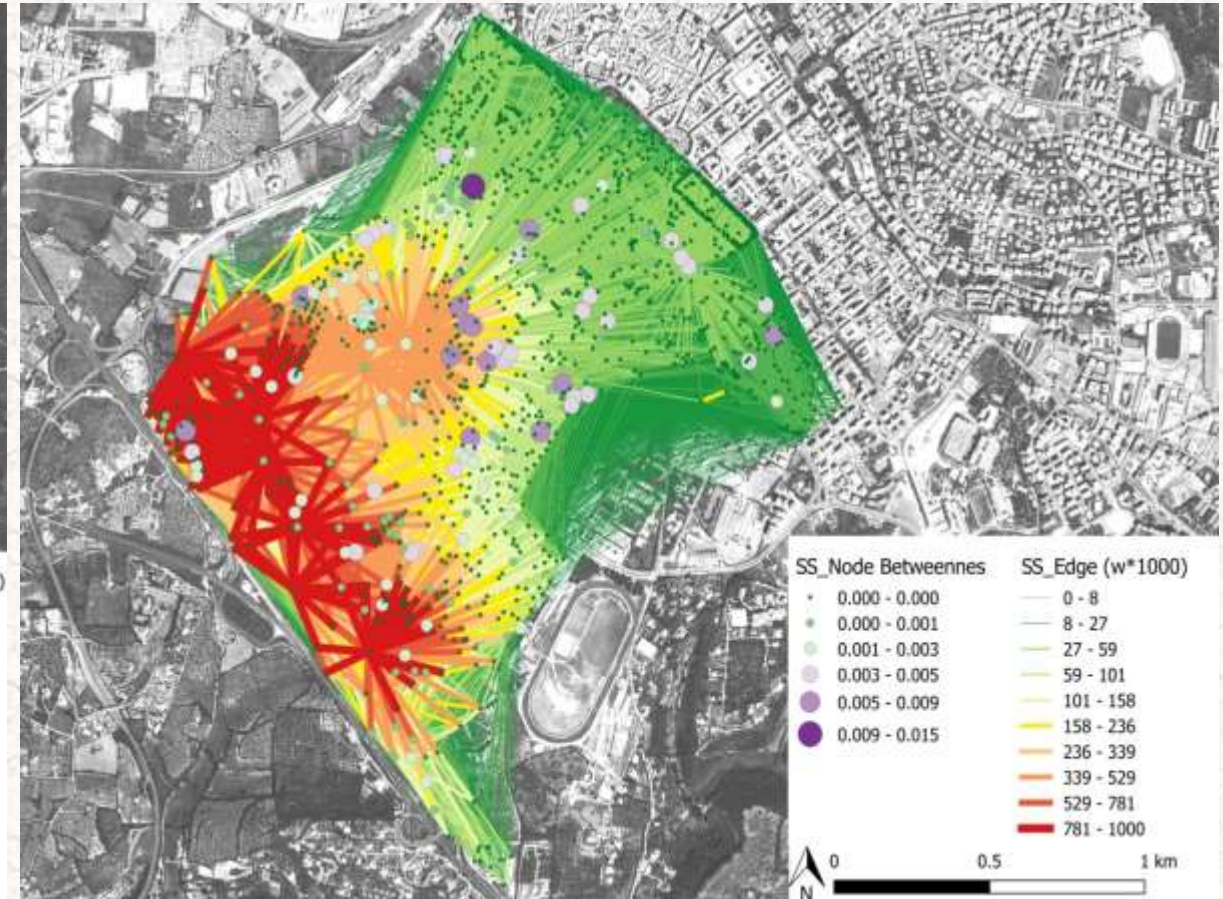 )
SS_Node Betweennes
0.000 - 0.000
0.000 - 0.001
0.001 - 0.003
0.003 - 0.005
0.005 - 0.009
0.009 - 0.015
SS_Edge (w*1000)
0 - 8
8 - 27
27 - 59
59 - 101
101 - 158
158 - 236
236 - 339
339 - 529
529 - 781
781 - 1000
N
0 0.5 1 km